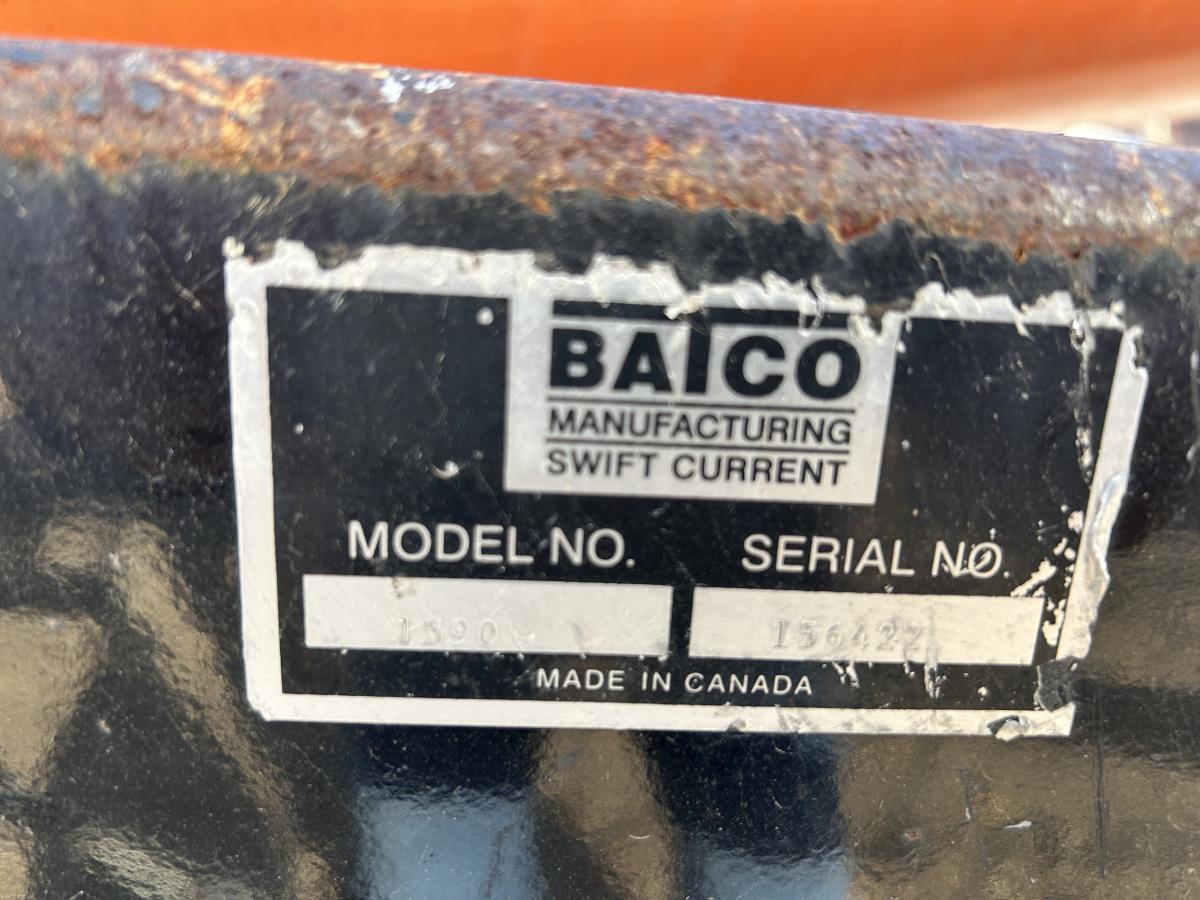 BATCO
MANUFACTURING
SWIFT CURRENT
MODEL NO. SERIAL NO.
1590 156422
MADE IN CANADA